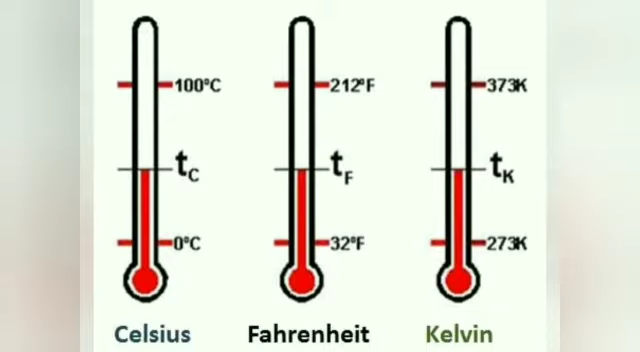 100°C
212°F
373K
tC
tF
tK
0°C
32°F
273K
Celsius
Fahrenheit
Kelvin